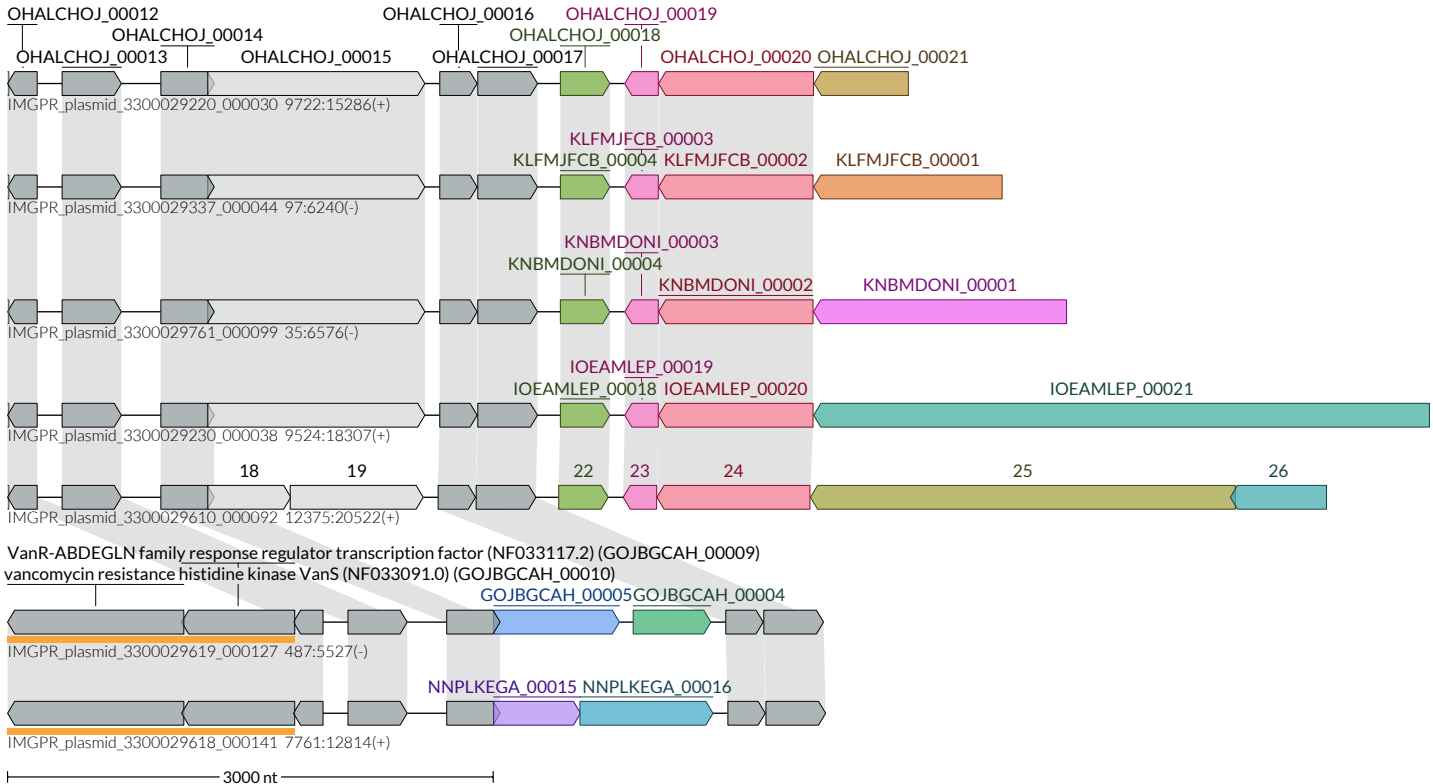 OHALCHOJ_00012 OHALCHOJ_00016 OHALCHOJ_00019
OHALCHOJ_00014 OHALCHOJ_00018
OHALCHOJ_00013 OHALCHOJ_00015 OHALCHOJ_00017 OHALCHOJ_00020 OHALCHOJ_00021
IMGPR_plasmid_3300029220_000030 9722:15286(+)
KLFMJFCB_00003
KLFMJFCB_00004 KLFMJFCB_00002 KLFMJFCB_00001
IMGPR_plasmid_3300029337_000044 97:6240(-)
KNBMDONI_00003
KNBMDONI_00004
KNBMDONI_00002 KNBMDONI_00001
IMGPR_plasmid_3300029761_000099 35:6576(-)
IOEAMLEP_00019
IOEAMLEP_00018 IOEAMLEP_00020 IOEAMLEP_00021
IMGPR_plasmid_3300029230_000038 9524:18307(+)
18 19 22 23 24 25 26
IMGPR_plasmid_3300029610_000092 12375:20522(+)
VanR-ABDEGLN family response regulator transcription factor (NF033117.2) (GOJBGCAH_00009)
vancomycin resistance histidine kinase VanS (NF033091.0) (GOJBGCAH_00010)
GOJBGCAH_00005 GOJBGCAH_00004
IMGPR_plasmid_3300029619_000127 487:5527(-)
NNPLKEGA_00015 NNPLKEGA_00016
IMGPR_plasmid_3300029618_000141 7761:12814(+)
3000 nt